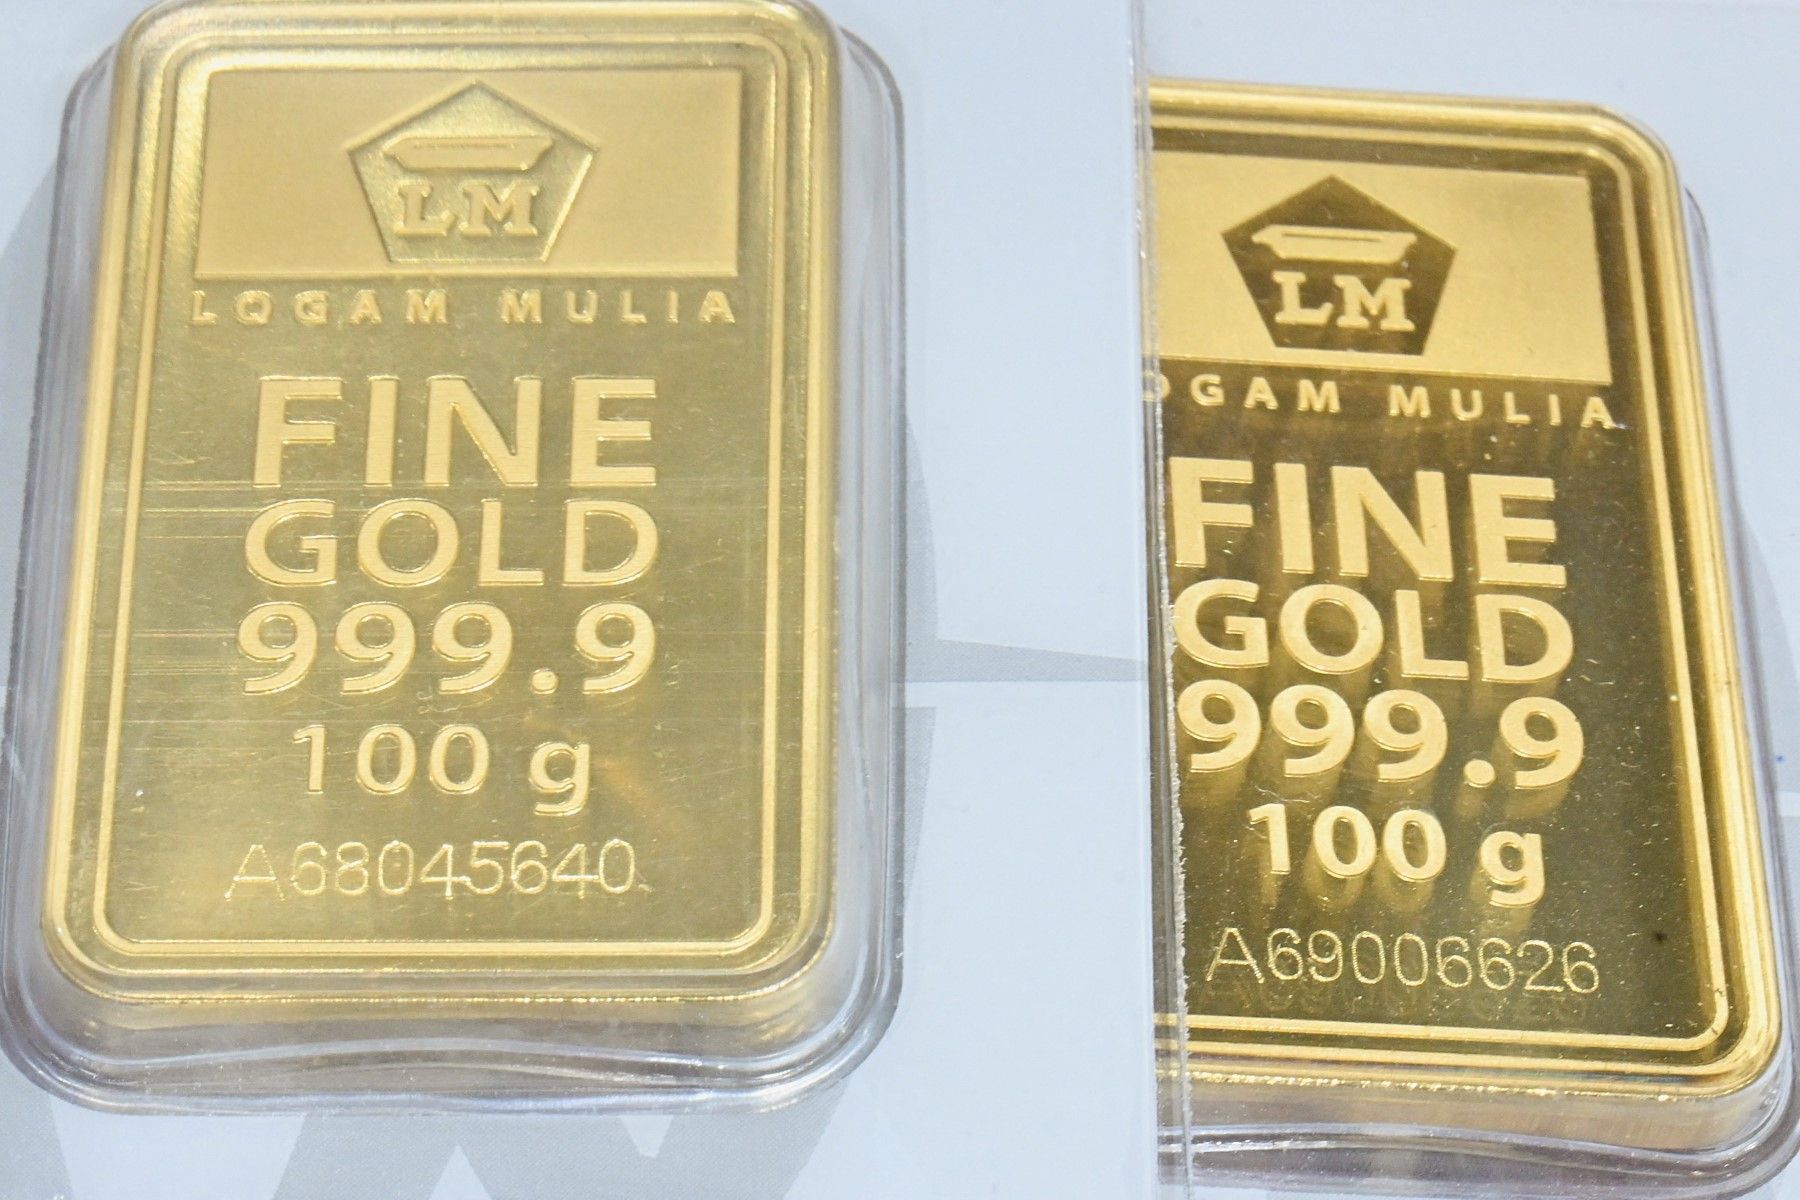 LM
LOGAM MULIA
FINE
GOLD
999.9
100 g
A68045640
LM
OGAM MULIA
FINE
GOLD
999.9
100 g
A69006626